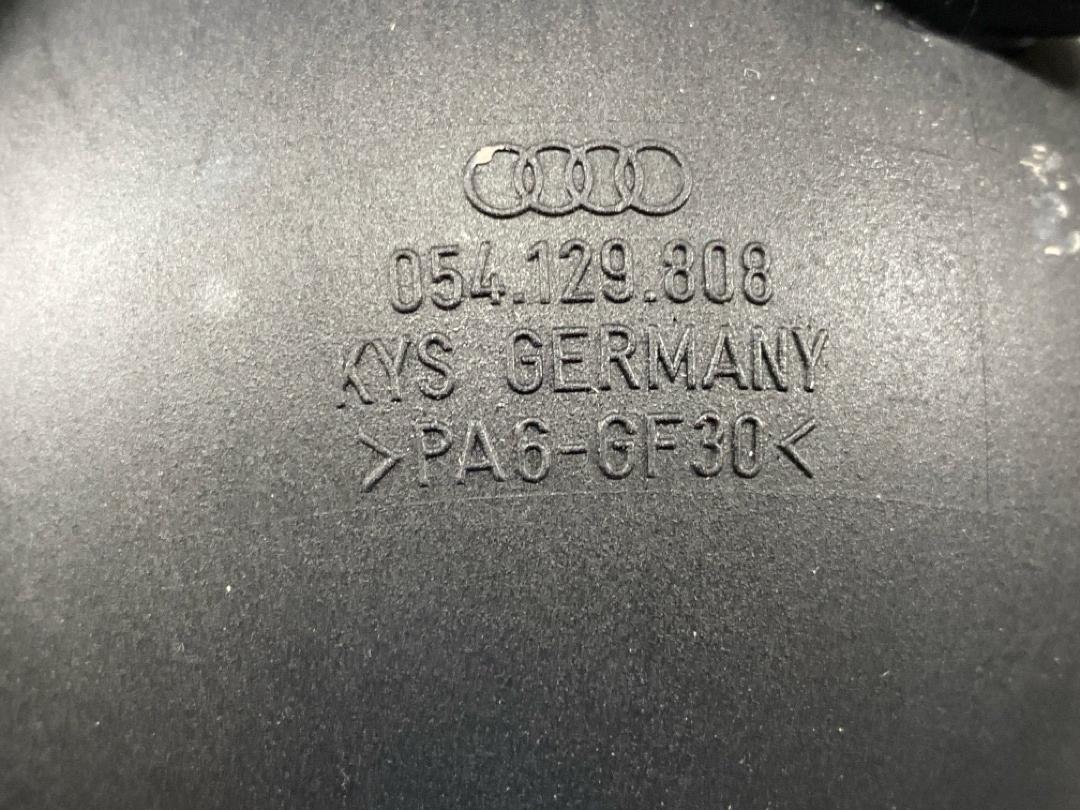 054.129.808
KYS GERMANY
>PA6-GF30<